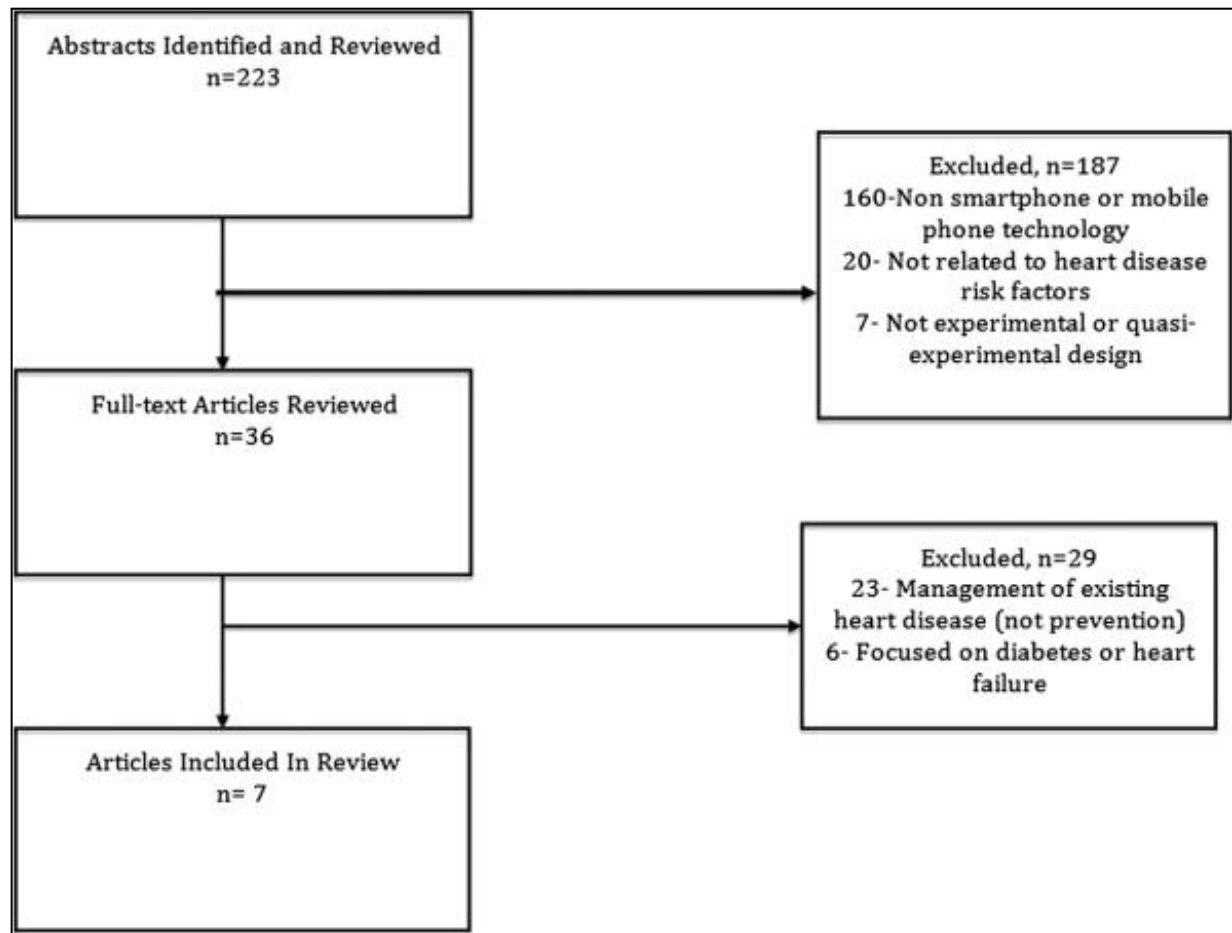 Abstracts Identified and Reviewed
n=223
Excluded, n=187
160-Non smartphone or mobile
phone technology
20- Not related to heart disease
risk factors
7- Not experimental or quasi-
experimental design
Full-text Articles Reviewed
n=36
Excluded, n=29
23- Management of existing
heart disease (not prevention)
6- Focused on diabetes or heart
failure
Articles Included In Review
n= 7